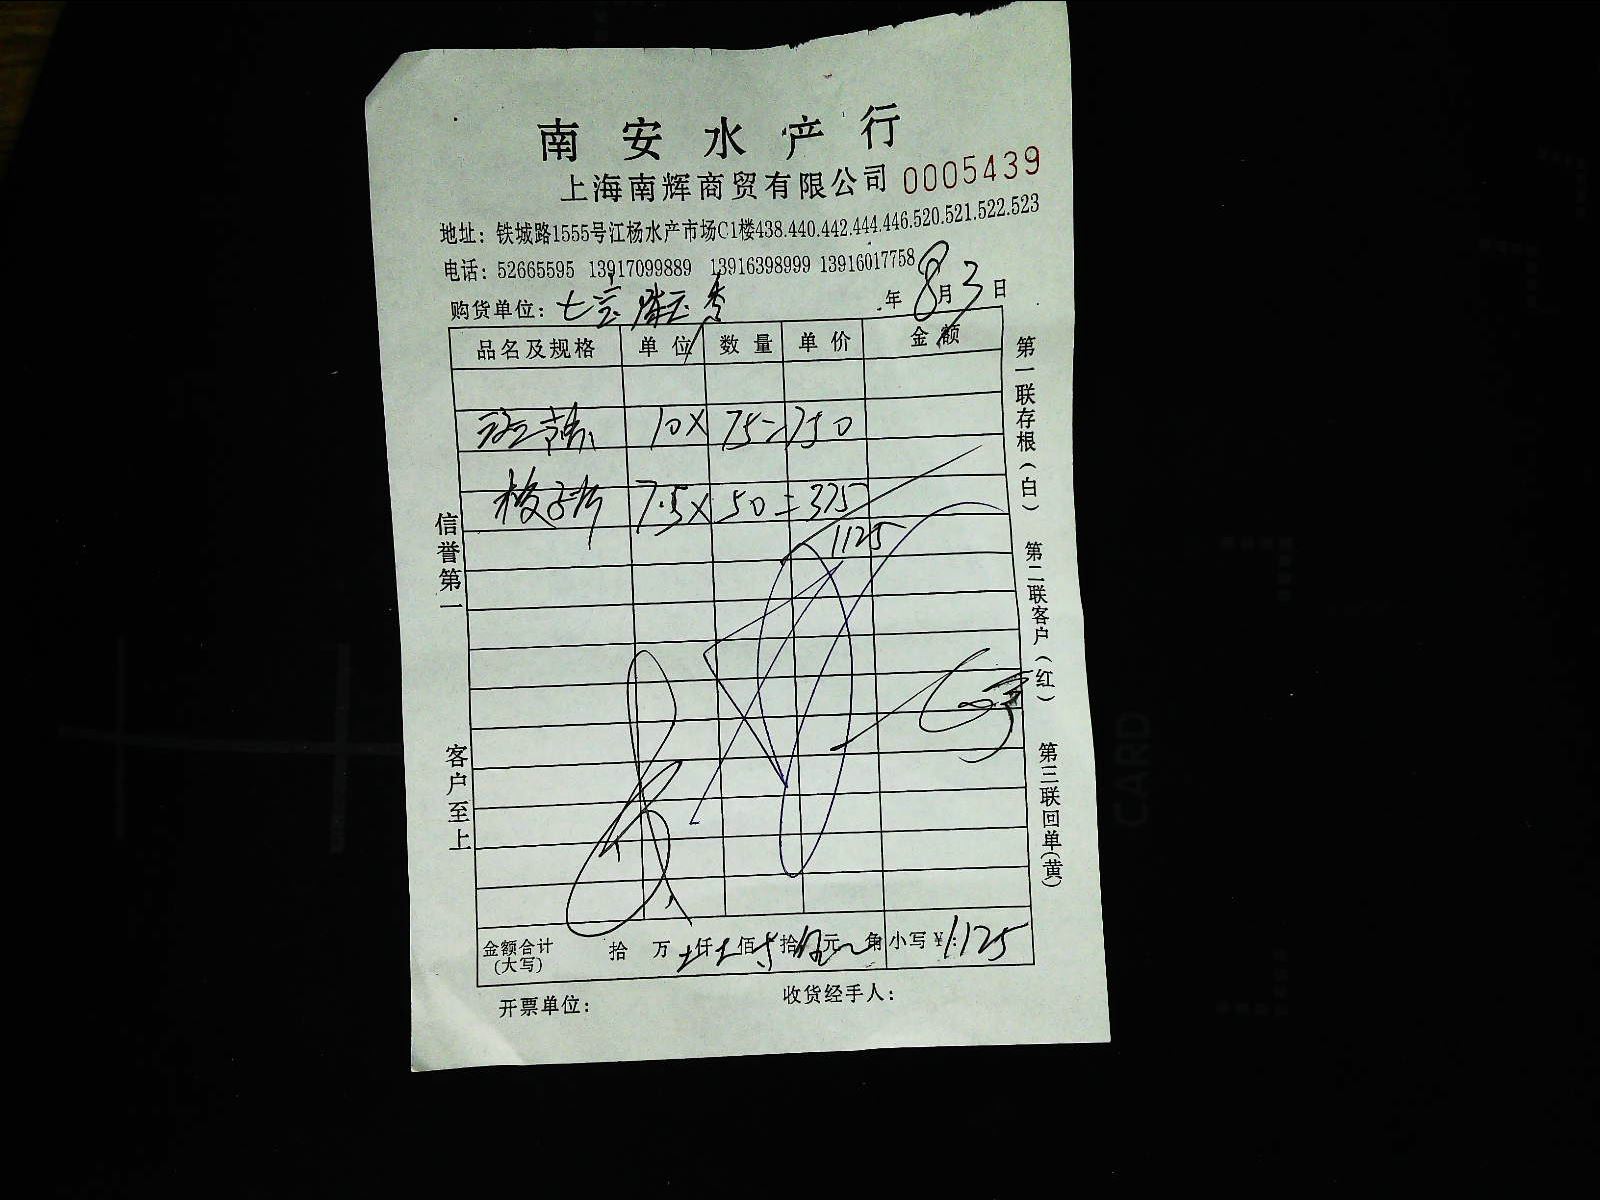 南安水产行
上海南辉商贸有限公司 0005439
地址：铁城路1555号江杨水产市场C1楼438.440.442.444.446.520.521.522.523
电话：52665595 13917099889 13916398999 13916017758
购货单位：七宝 年8月3日
品名及规格 单位 数量 单价 金额
10×75=750
梭子 7.5×50=375
1125
金额合计(大写) 拾 万 仟 佰 拾 元 角 小写¥：1125
开票单位： 收货经手人：
信誉第一
客户至上
第一联存根(白)
第二联客户(红)
第三联回单(黄)